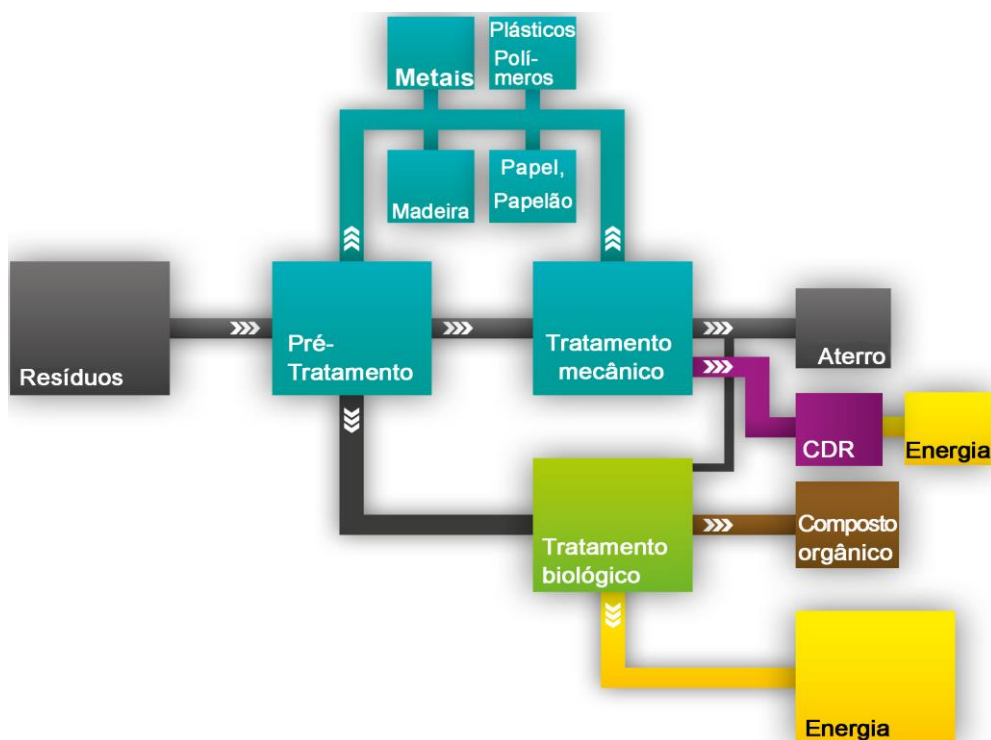 Metais
Plásticos
Polí-
meros
Madeira
Papel,
Papelão
Resíduos
Pré-
Tratamento
Tratamento
mecânico
Aterro
CDR
Energia
Tratamento
biológico
Composto
orgânico
Energia